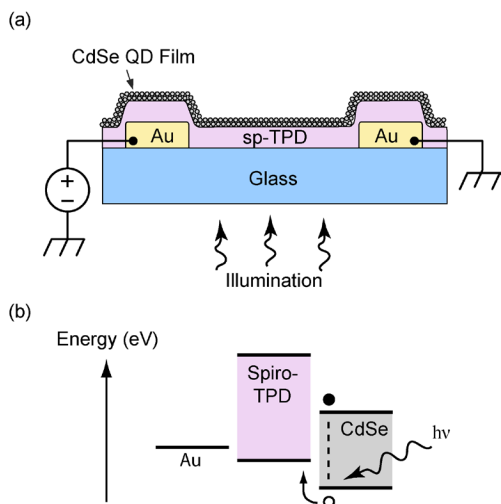 (a)
CdSe QD Film
Au
sp-TPD
Au
+
−
Glass
Illumination
(b)
Energy (eV)
Spiro-
TPD
CdSe
hν
Au